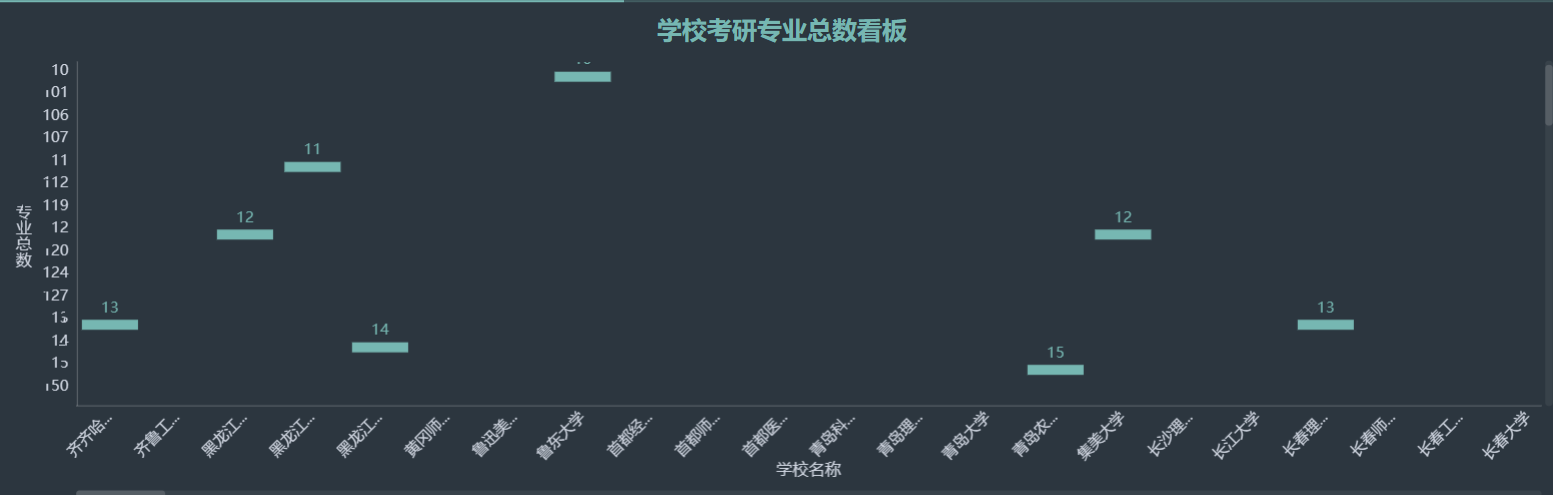 学校考研专业总数看板
10
101
106
107
11
112
119
12
120
124
127
13
14
15
150
专业总数
10
11
12
12
13
13
14
15
齐齐哈...
齐鲁工...
黑龙江...
黑龙江...
黑龙江...
黄冈师...
鲁迅美...
鲁东大学
首都经...
首都师...
首都医...
青岛科...
青岛理...
青岛大学
青岛农...
集美大学
长沙理...
长江大学
长春理...
长春师...
长春工...
长春大学
学校名称